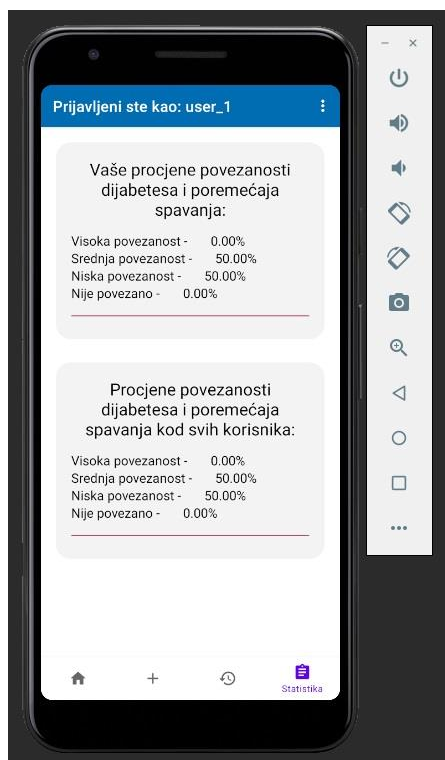 Prijavljeni ste kao: user_1
Vaše procjene povezanosti
dijabetesa i poremećaja
spavanja:
Visoka povezanost - 0.00%
Srednja povezanost - 50.00%
Niska povezanost - 50.00%
Nije povezano - 0.00%
Procjene povezanosti
dijabetesa i poremećaja
spavanja kod svih korisnika:
Visoka povezanost - 0.00%
Srednja povezanost - 50.00%
Niska povezanost - 50.00%
Nije povezano - 0.00%
Statistika